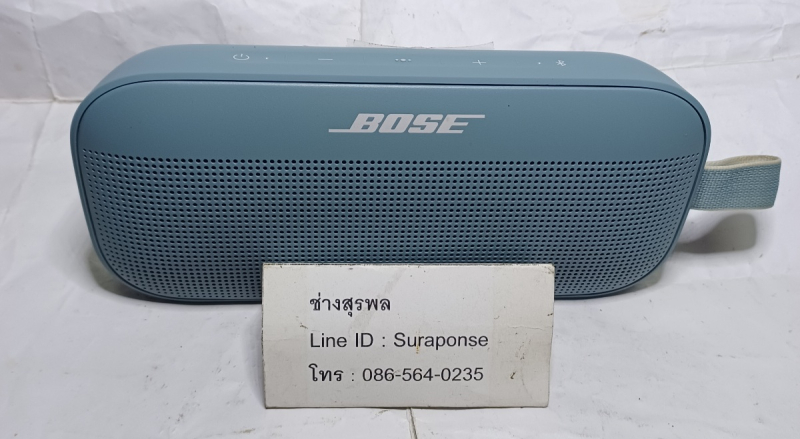 BOSE
ช่างสุรพล
Line ID : Suraponse
โทร : 086-564-0235